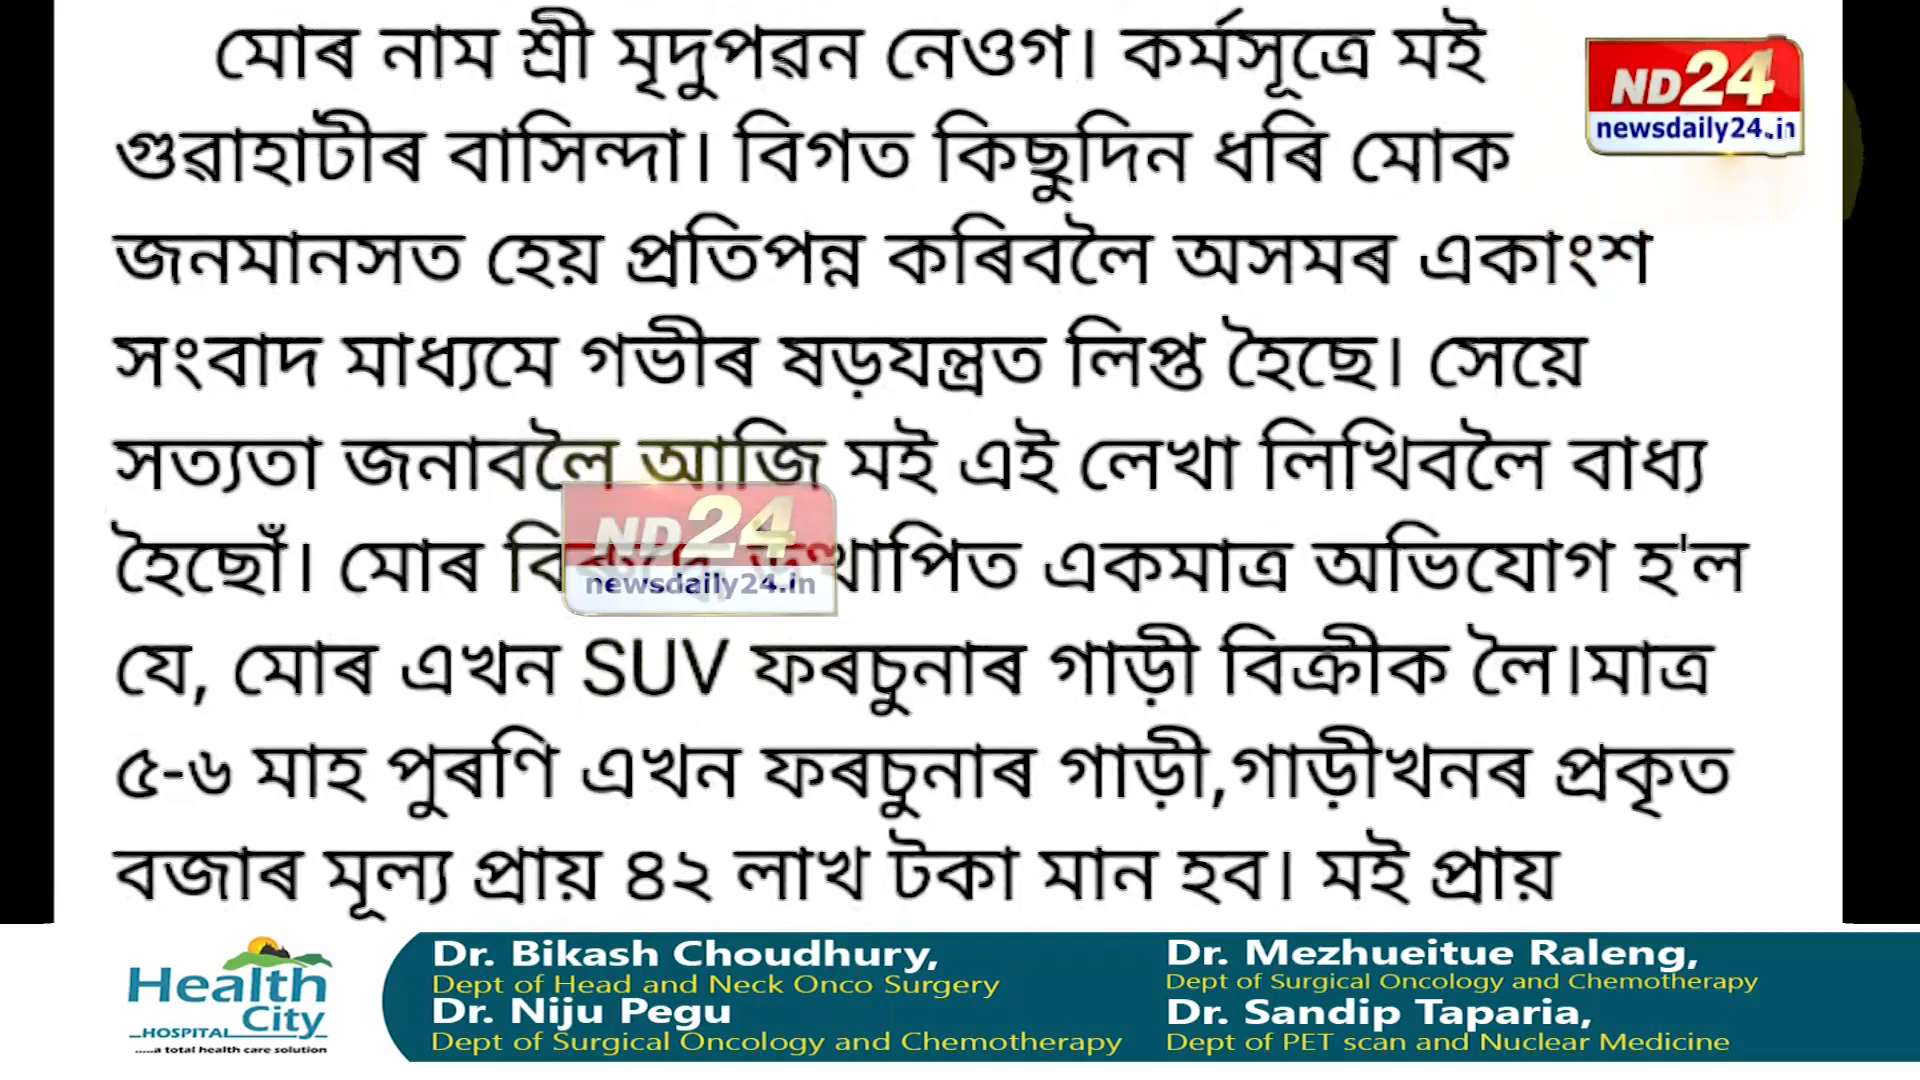 মোৰ নাম শ্ৰী মৃদুপৱন নেওগ। কৰ্মসূত্ৰে মই
গুৱাহাটীৰ বাসিন্দা। বিগত কিছুদিন ধৰি মোক
জনমানসত হেয় প্ৰতিপন্ন কৰিবলৈ অসমৰ একাংশ
সংবাদ মাধ্যমে গভীৰ ষড়যন্ত্ৰত লিপ্ত হৈছে। সেয়ে
সত্যতা জনাবলৈ আজি মই এই লেখা লিখিবলৈ বাধ্য
হৈছোঁ। মোৰ একমাত্ৰ অভিযোগ হ'ল
যে, মোৰ এখন SUV ফৰচুনাৰ গাড়ী বিক্ৰীক লৈ।মাত্ৰ
৫-৬ মাহ পুৰণি এখন ফৰচুনাৰ গাড়ী,গাড়ীখনৰ প্ৰকৃত
বজাৰ মূল্য প্ৰায় ৪২ লাখ টকা মান হব। মই প্ৰায়
ND24
newsdaily24.in
ND24
newsdaily24.in
Health
City
HOSPITAL
.....a total health care solution
Dr. Bikash Choudhury,
Dept of Head and Neck Onco Surgery
Dr. Niju Pegu
Dept of Surgical Oncology and Chemotherapy
Dr. Mezhueitue Raleng,
Dept of Surgical Oncology and Chemotherapy
Dr. Sandip Taparia,
Dept of PET scan and Nuclear Medicine